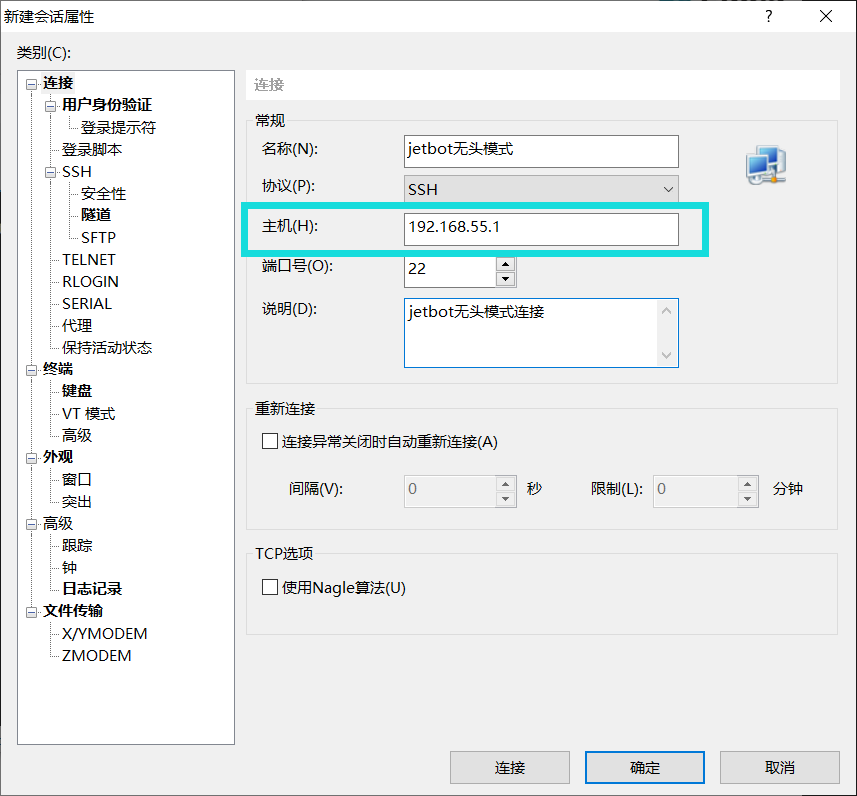 新建会话属性
?
类别(C):
连接
用户身份验证
登录提示符
登录脚本
SSH
安全性
隧道
SFTP
TELNET
RLOGIN
SERIAL
代理
保持活动状态
终端
键盘
VT 模式
高级
外观
窗口
突出
高级
跟踪
钟
日志记录
文件传输
X/YMODEM
ZMODEM
连接
常规
名称(N): jetbot无头模式
协议(P): SSH
主机(H): 192.168.55.1
端口号(O): 22
说明(D): jetbot无头模式连接
重新连接
连接异常关闭时自动重新连接(A)
间隔(V): 0 秒 限制(L): 0 分钟
TCP选项
使用Nagle算法(U)
连接 确定 取消